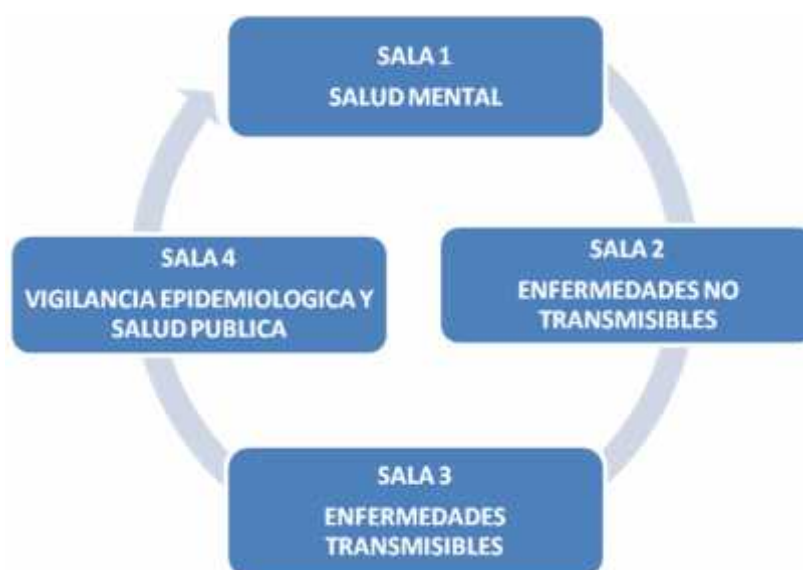 SALA 1
SALUD MENTAL
SALA 2
ENFERMEDADES NO
TRANSMISIBLES
SALA 3
ENFERMEDADES
TRANSMISIBLES
SALA 4
VIGILANCIA EPIDEMIOLOGICA Y
SALUD PUBLICA